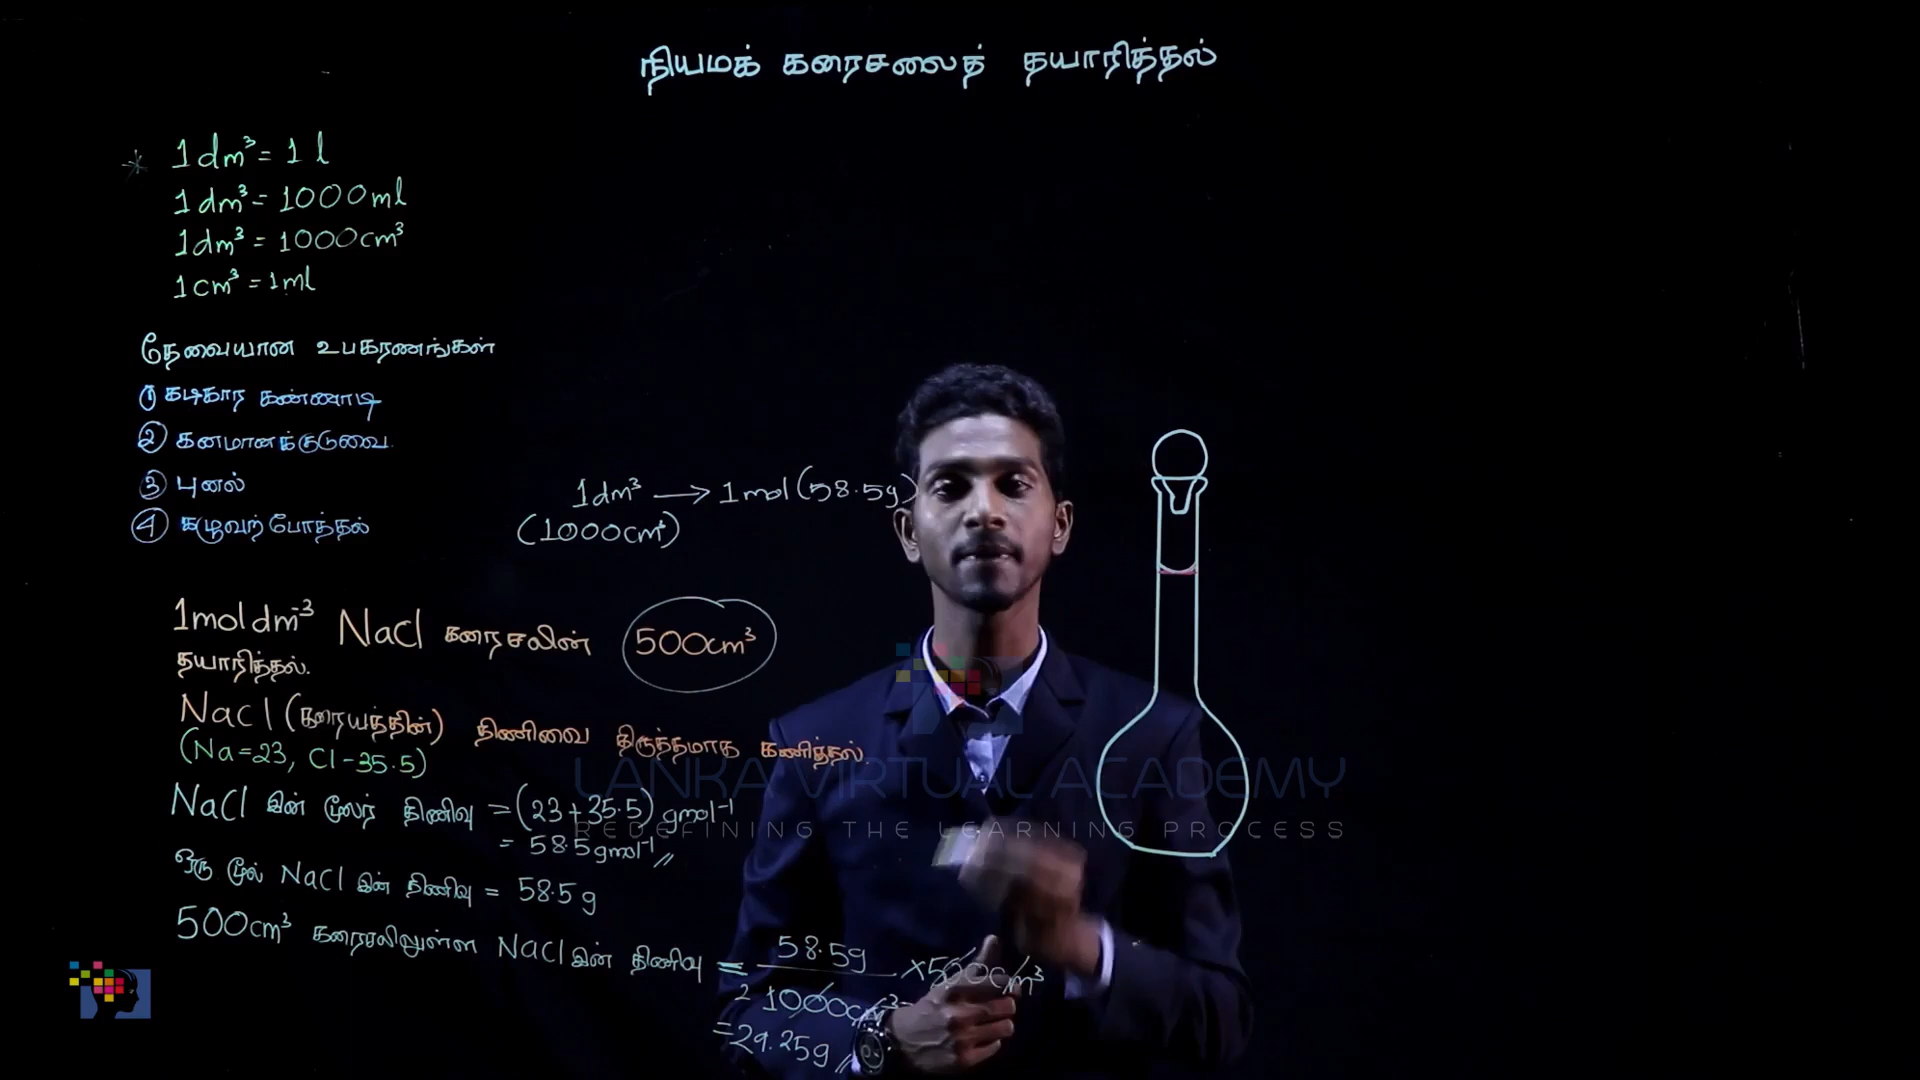 நியமக் கரைசலைத் தயாரித்தல்
* 1dm³ = 1 l
1dm³ = 1000ml
1dm³ = 1000cm³
1cm³ = 1ml
தேவையான உபகரணங்கள்
① கடிகார கண்ணாடி
② கனமானக்குடுவை.
③ புனல்
④ கழுவற்போத்தல்
1dm³ → 1mol (58.5g)
(1000cm³)
1moldm⁻³ NaCl கரைசலின் 500cm³
தயாரித்தல்.
NaCl (கரையத்தின்) திணிவை திருத்தமாக கணித்தல்.
(Na=23, Cl-35.5)
NaCl இன் மூலர் திணிவு = (23+35.5) gmol⁻¹
= 58.5gmol⁻¹//
ஒரு மூல் NaCl இன் திணிவு = 58.5g
500cm³ கரைசலிலுள்ள NaCl இன் திணிவு = 58.5g / 1000cm³ × 500cm³
2
= 29.25g //
LANKA VIRTUAL ACADEMY
REDEFINING THE LEARNING PROCESS